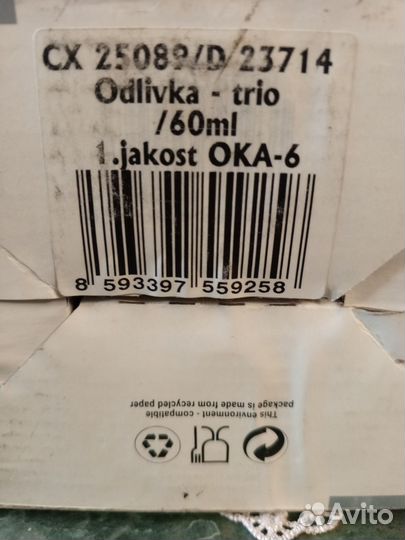 CX 25089/D/23714
Odlivka - trio
/60ml
1.jakost OKA-6
8 593397 559258
This environment - compatible
package is made from recycled paper
Avito